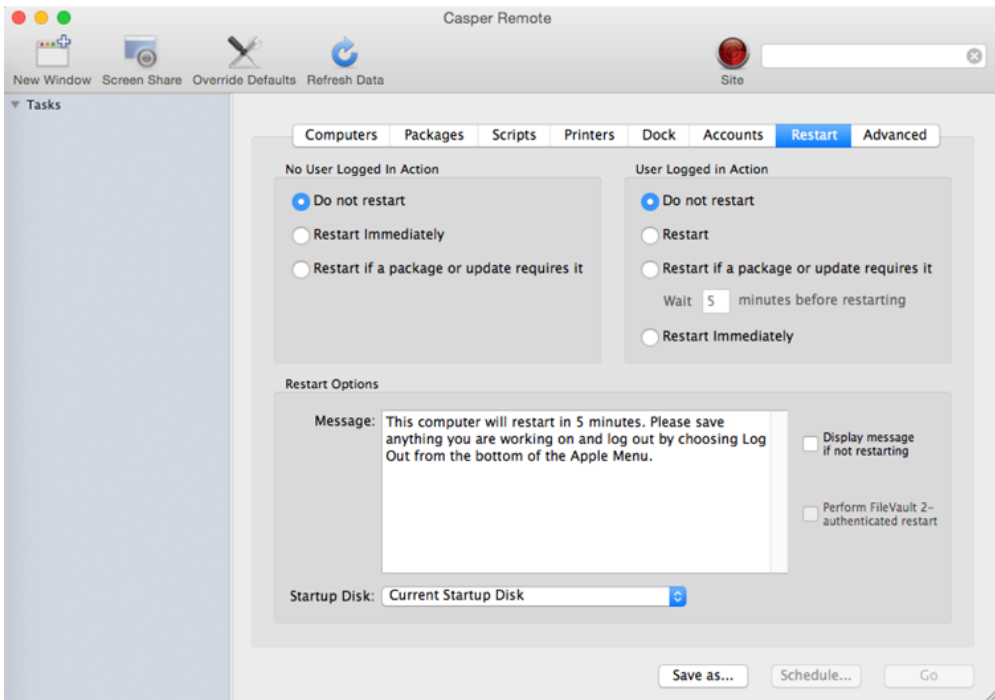 Casper Remote
New Window Screen Share Override Defaults Refresh Data Site
Tasks
Computers Packages Scripts Printers Dock Accounts Restart Advanced
No User Logged In Action
Do not restart
Restart Immediately
Restart if a package or update requires it
User Logged in Action
Do not restart
Restart
Restart if a package or update requires it
Wait 5 minutes before restarting
Restart Immediately
Restart Options
Message:
This computer will restart in 5 minutes. Please save
anything you are working on and log out by choosing Log
Out from the bottom of the Apple Menu.
Display message
if not restarting
Perform FileVault 2-
authenticated restart
Startup Disk: Current Startup Disk
Save as... Schedule... Go